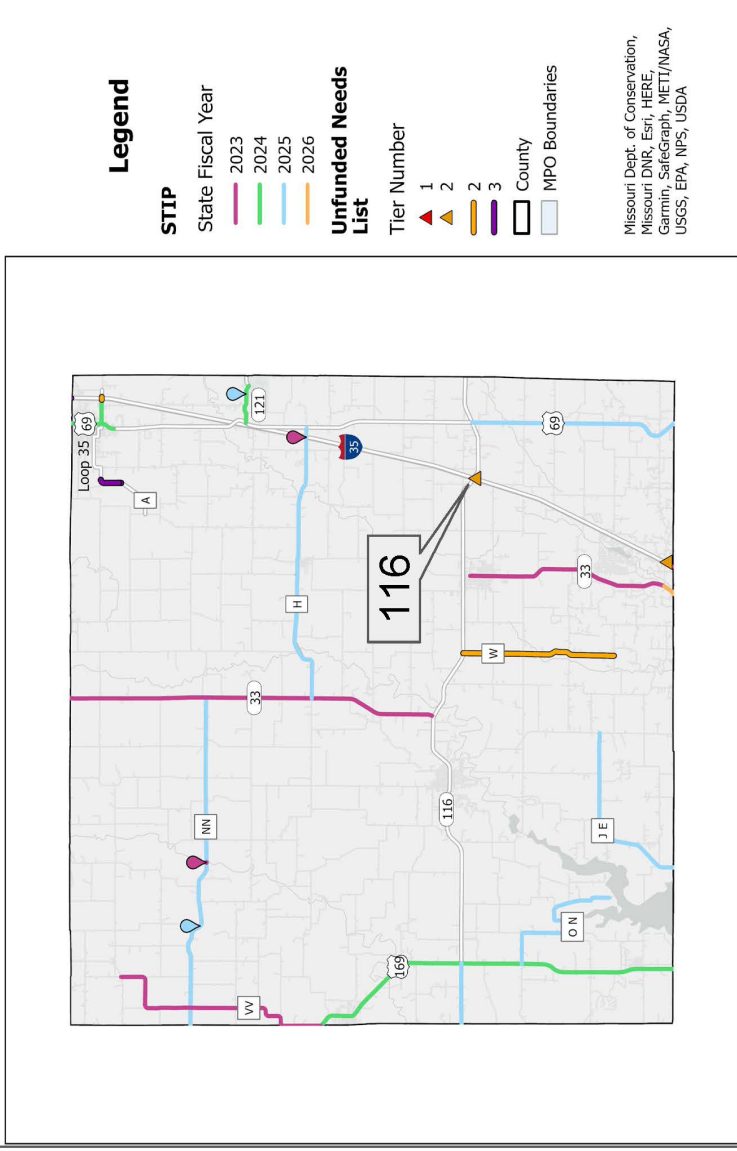 Legend
STIP
State Fiscal Year
2023
2024
2025
2026
Unfunded Needs
List
Tier Number
1
2
2
3
County
MPO Boundaries
Missouri Dept. of Conservation,
Missouri DNR, Esri, HERE,
Garmin, SafeGraph, METI/NASA,
USGS, EPA, NPS, USDA
Loop 35
69
A
121
35
H
33
NN
VV
169
116
116
69
33
W
J E
O N